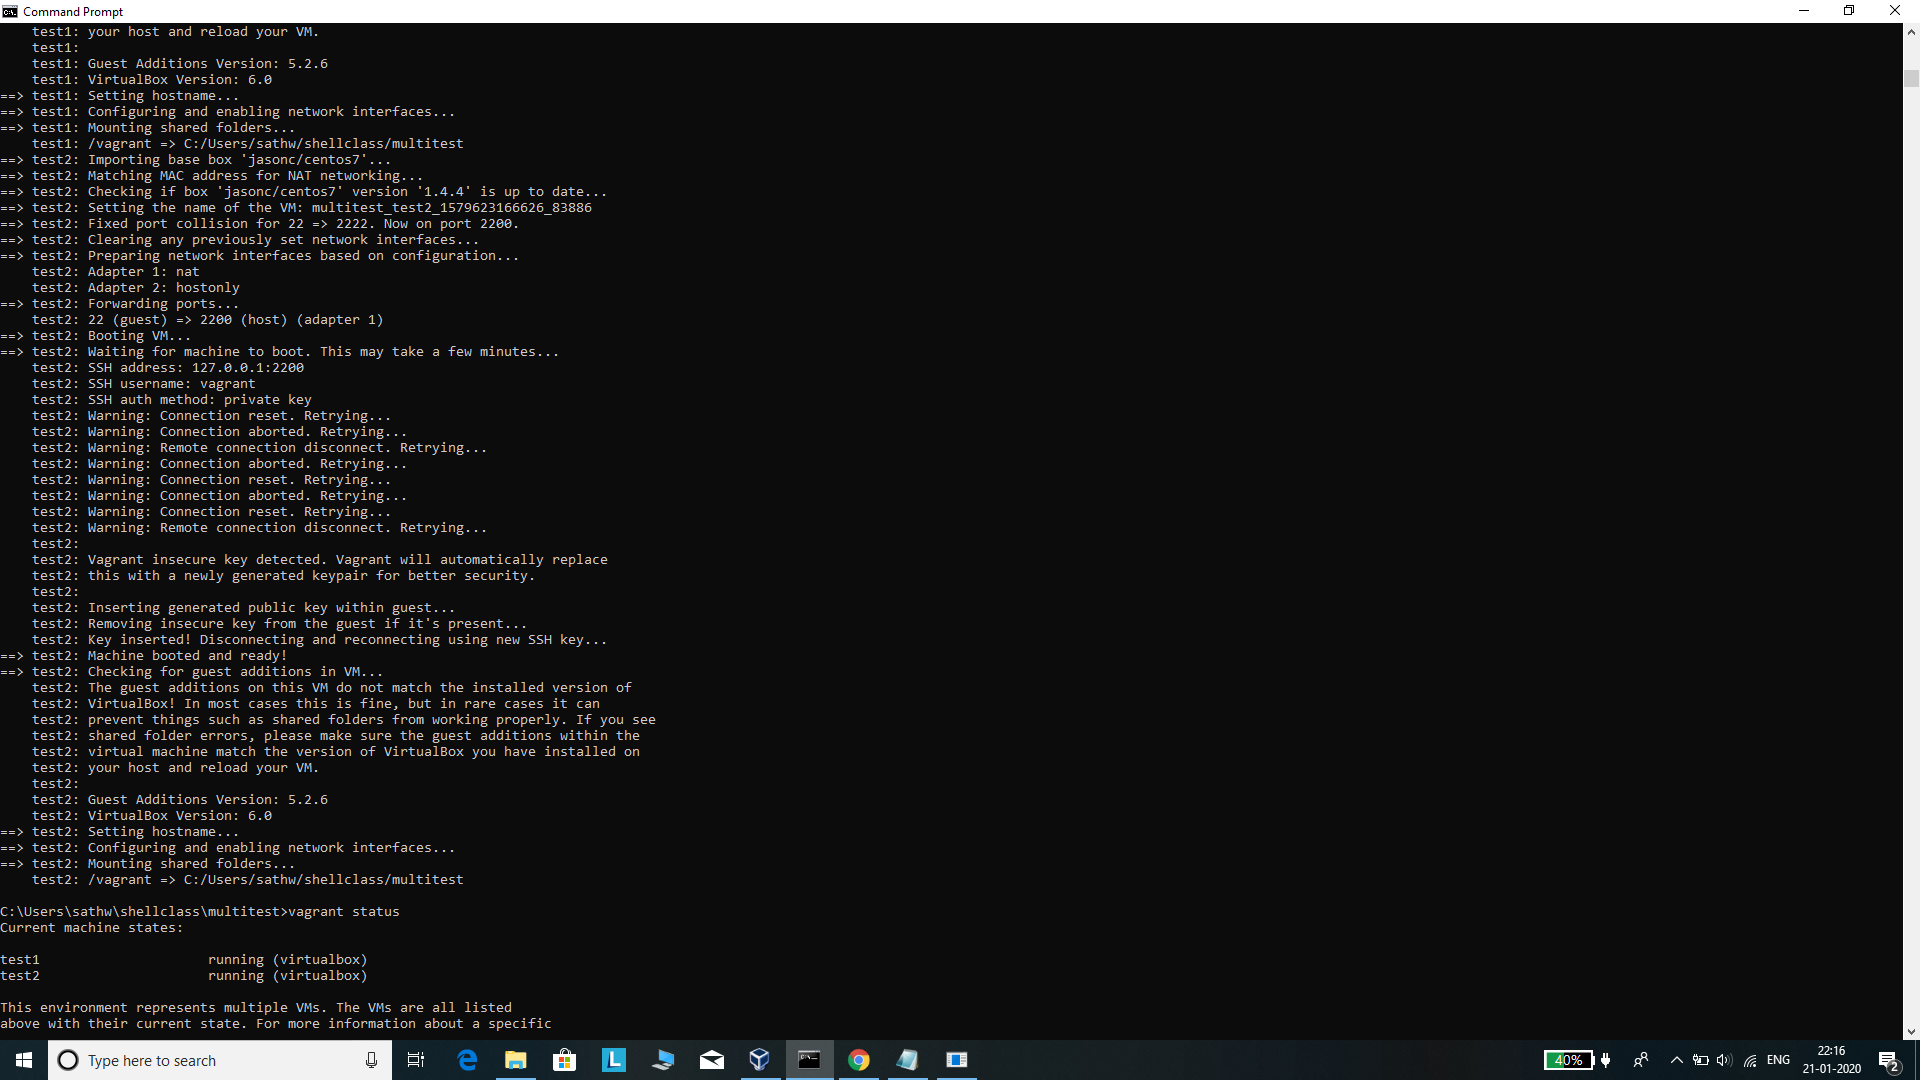 Command Prompt
test1: your host and reload your VM.
test1:
test1: Guest Additions Version: 5.2.6
test1: VirtualBox Version: 6.0
==> test1: Setting hostname...
==> test1: Configuring and enabling network interfaces...
==> test1: Mounting shared folders...
test1: /vagrant => C:/Users/sathw/shellclass/multitest
==> test2: Importing base box 'jasonc/centos7'...
==> test2: Matching MAC address for NAT networking...
==> test2: Checking if box 'jasonc/centos7' version '1.4.4' is up to date...
==> test2: Setting the name of the VM: multitest_test2_1579623166626_83886
==> test2: Fixed port collision for 22 => 2222. Now on port 2200.
==> test2: Clearing any previously set network interfaces...
==> test2: Preparing network interfaces based on configuration...
test2: Adapter 1: nat
test2: Adapter 2: hostonly
==> test2: Forwarding ports...
test2: 22 (guest) => 2200 (host) (adapter 1)
==> test2: Booting VM...
==> test2: Waiting for machine to boot. This may take a few minutes...
test2: SSH address: 127.0.0.1:2200
test2: SSH username: vagrant
test2: SSH auth method: private key
test2: Warning: Connection reset. Retrying...
test2: Warning: Connection aborted. Retrying...
test2: Warning: Remote connection disconnect. Retrying...
test2: Warning: Connection aborted. Retrying...
test2: Warning: Connection reset. Retrying...
test2: Warning: Connection aborted. Retrying...
test2: Warning: Connection reset. Retrying...
test2: Warning: Remote connection disconnect. Retrying...
test2:
test2: Vagrant insecure key detected. Vagrant will automatically replace
test2: this with a newly generated keypair for better security.
test2:
test2: Inserting generated public key within guest...
test2: Removing insecure key from the guest if it's present...
test2: Key inserted! Disconnecting and reconnecting using new SSH key...
==> test2: Machine booted and ready!
==> test2: Checking for guest additions in VM...
test2: The guest additions on this VM do not match the installed version of
test2: VirtualBox! In most cases this is fine, but in rare cases it can
test2: prevent things such as shared folders from working properly. If you see
test2: shared folder errors, please make sure the guest additions within the
test2: virtual machine match the version of VirtualBox you have installed on
test2: your host and reload your VM.
test2:
test2: Guest Additions Version: 5.2.6
test2: VirtualBox Version: 6.0
==> test2: Setting hostname...
==> test2: Configuring and enabling network interfaces...
==> test2: Mounting shared folders...
test2: /vagrant => C:/Users/sathw/shellclass/multitest
C:\Users\sathw\shellclass\multitest>vagrant status
Current machine states:
test1 running (virtualbox)
test2 running (virtualbox)
This environment represents multiple VMs. The VMs are all listed
above with their current state. For more information about a specific
Type here to search
L
40%
ENG
22:16
21-01-2020
2